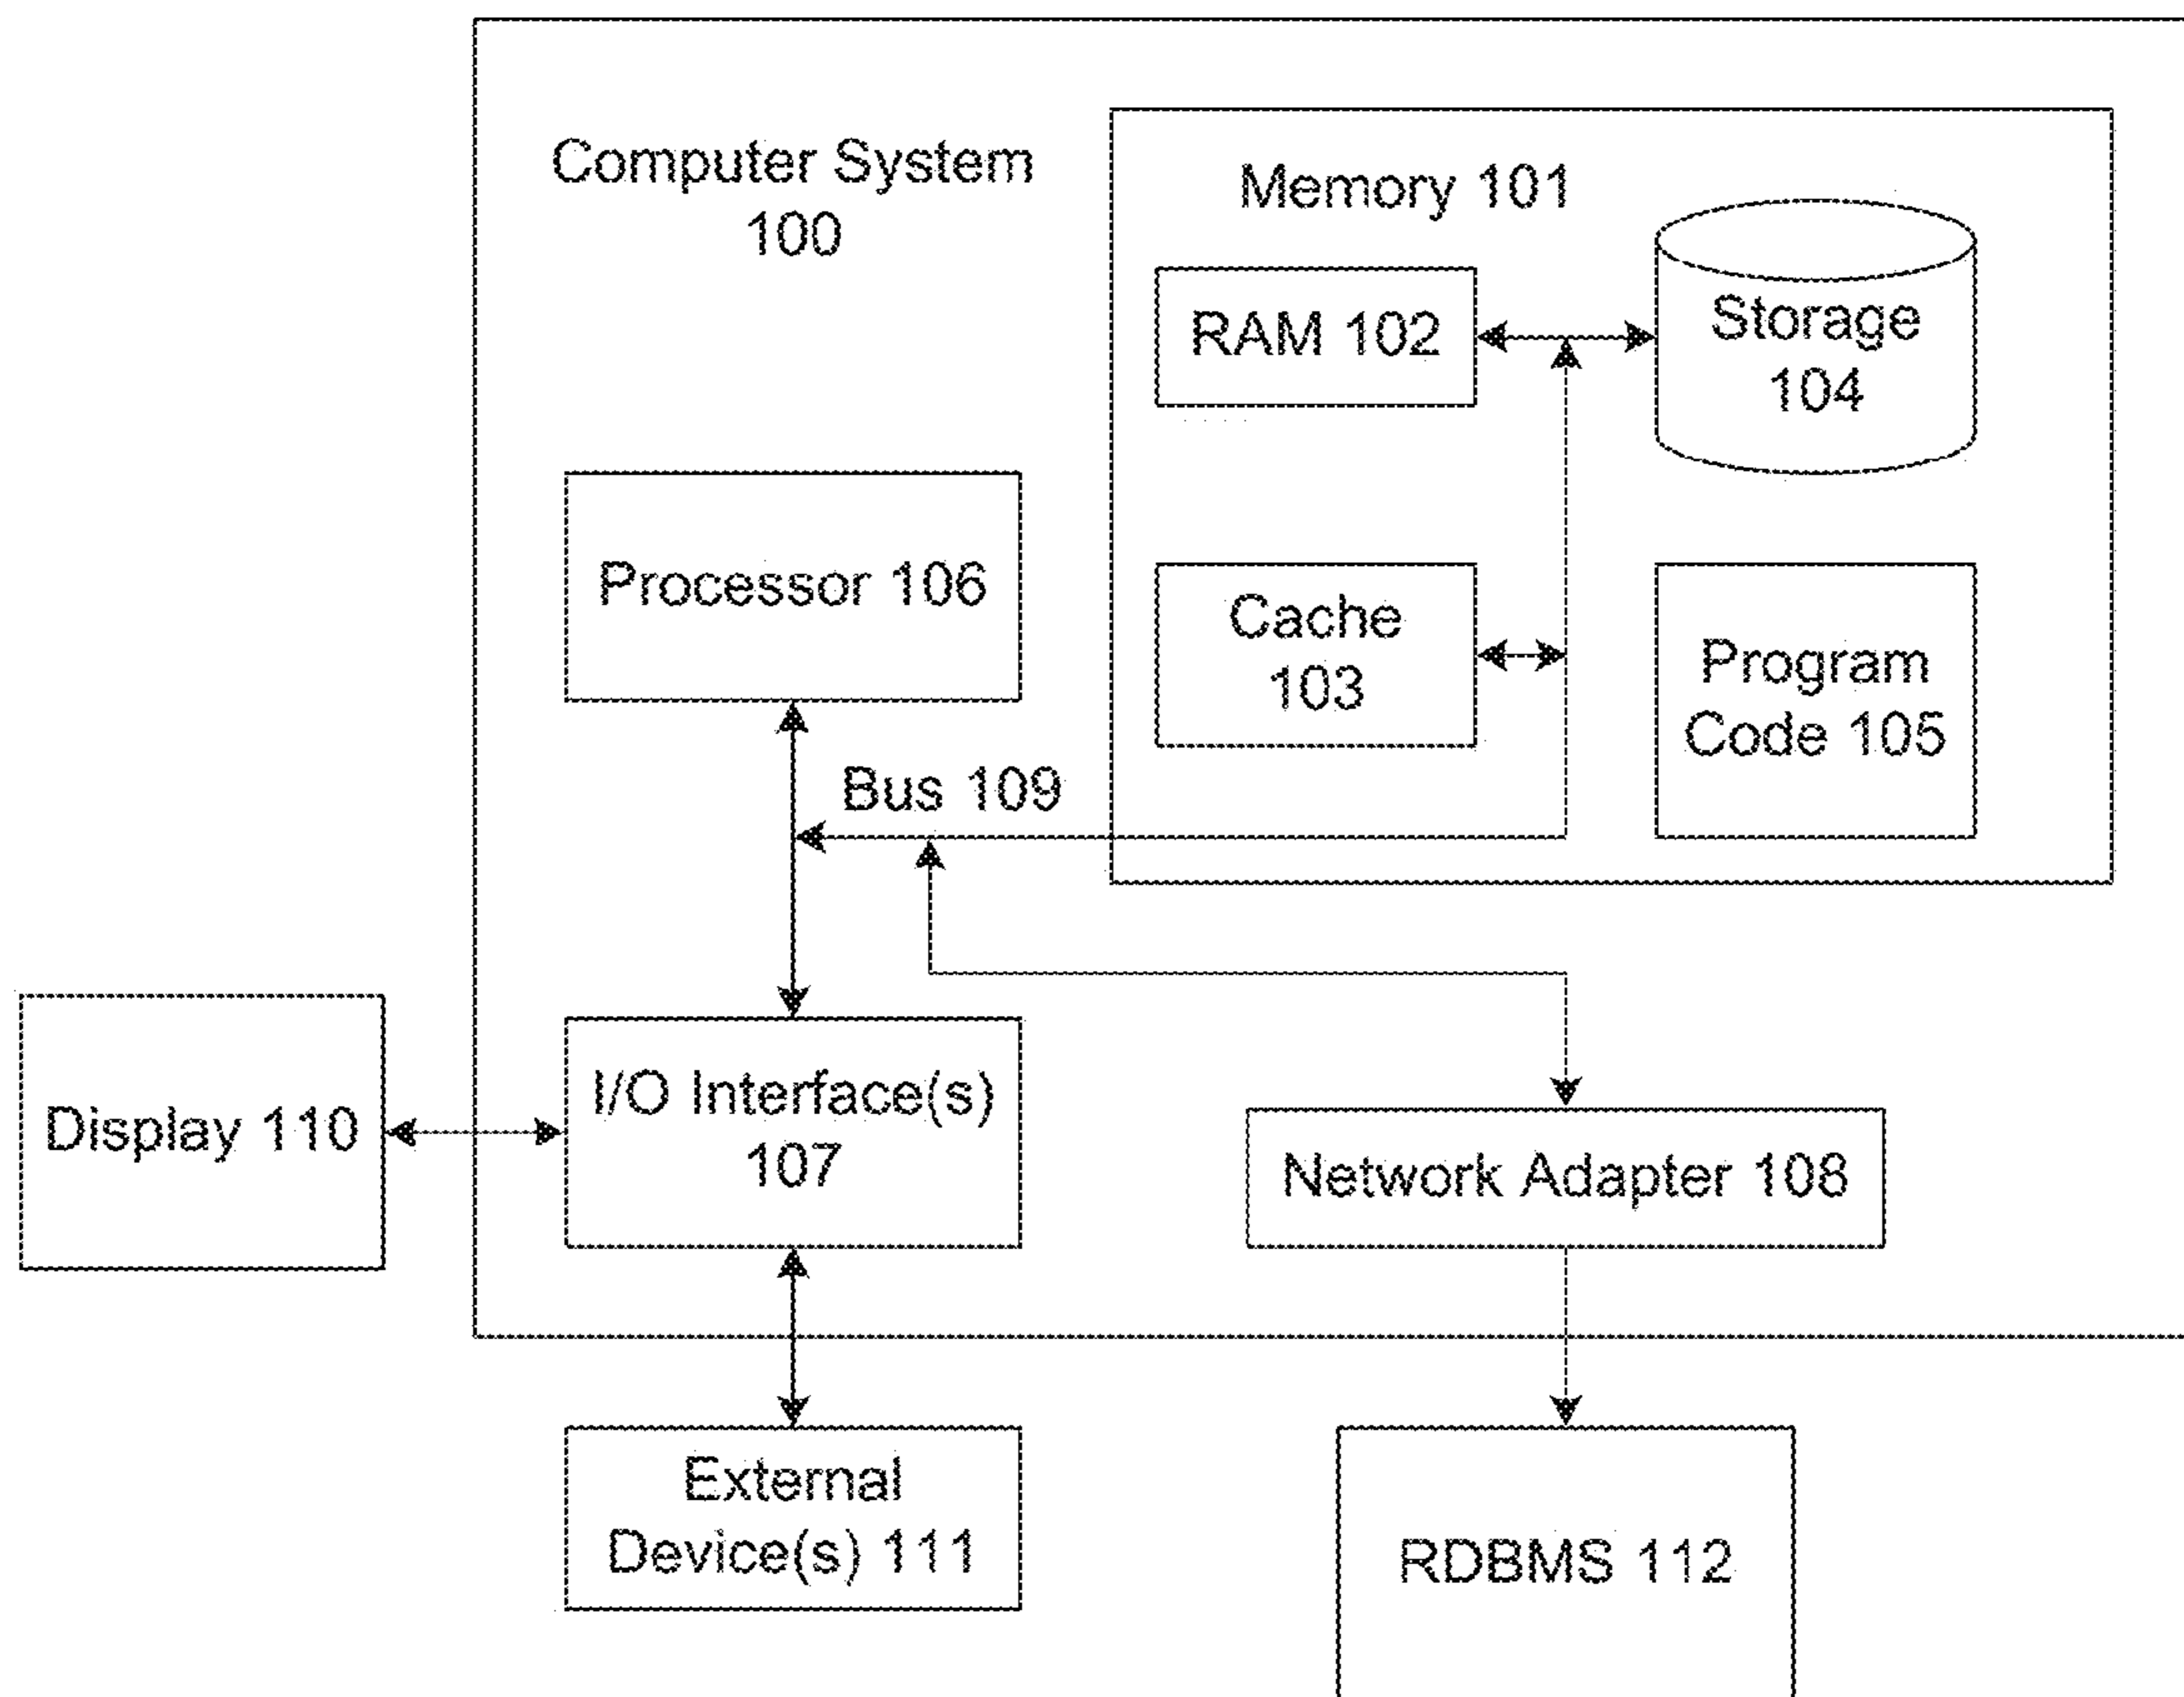 Computer System
100
Memory 101
RAM 102
Storage
104
Processor 106
Cache
103
Program
Code 105
Bus 109
Display 110
I/O Interface(s)
107
Network Adapter 108
External
Device(s) 111
RDBMS 112